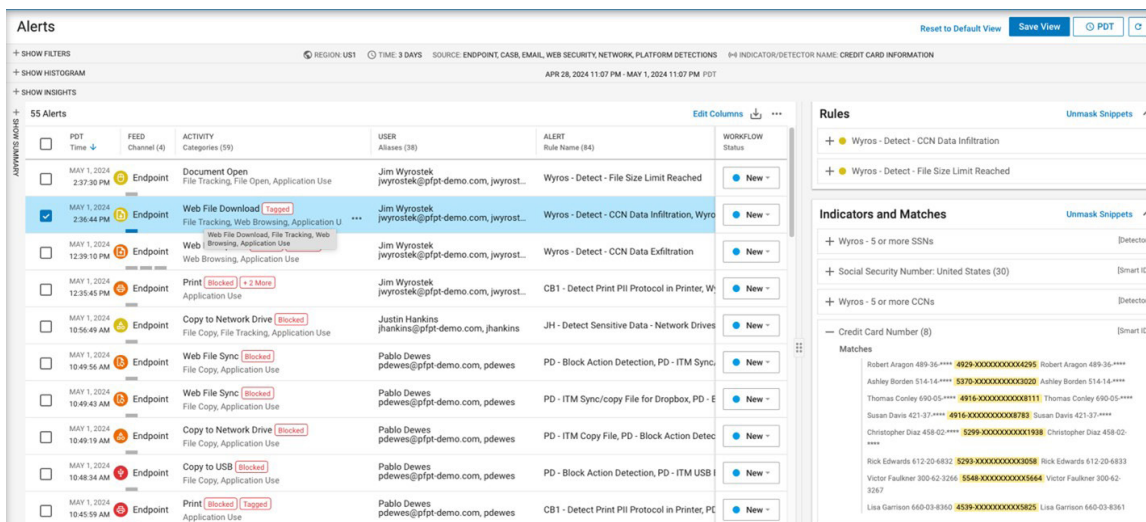 Alerts
Reset to Default View
Save View
PDT
+ SHOW FILTERS
REGION: US1 TIME: 3 DAYS SOURCE: ENDPOINT, CASB, EMAIL, WEB SECURITY, NETWORK, PLATFORM DETECTIONS INDICATOR/DETECTOR NAME: CREDIT CARD INFORMATION
+ SHOW HISTOGRAM
APR 28, 2024 11:07 PM - MAY 1, 2024 11:07 PM PDT
+ SHOW INSIGHTS
+ SHOW SUMMARY
55 Alerts
Edit Columns
PDT FEED ACTIVITY USER ALERT WORKFLOW
Time Channel (4) Categories (59) Aliases (38) Rule Name (84) Status
MAY 1, 2024 Document Open Jim Wyrostek
2:37:30 PM Endpoint File Tracking, File Open, Application Use jwyrostek@pfpt-demo.com, jwyrost... Wyros - Detect - File Size Limit Reached New
MAY 1, 2024 Web File Download Tagged Jim Wyrostek
2:36:44 PM Endpoint File Tracking, Web Browsing, Application U ... jwyrostek@pfpt-demo.com, jwyrost... Wyros - Detect - CCN Data Infiltration, Wyro New
Web File Download, File Tracking, Web
Browsing, Application Use
MAY 1, 2024 Web Jim Wyrostek
12:39:10 PM Endpoint Web Browsing, Application Use jwyrostek@pfpt-demo.com, jwyrost... Wyros - Detect - CCN Data Exfiltration New
MAY 1, 2024 Print Blocked + 2 More Jim Wyrostek
12:35:45 PM Endpoint Application Use jwyrostek@pfpt-demo.com, jwyrost... CB1 - Detect Print PII Protocol in Printer, Wy New
MAY 1, 2024 Copy to Network Drive Blocked Justin Hankins
10:56:49 AM Endpoint File Copy, File Tracking, Application Use jhankins@pfpt-demo.com, jhankins JH - Detect Sensitive Data - Network Drives New
MAY 1, 2024 Web File Sync Blocked Pablo Dewes
10:49:56 AM Endpoint File Copy, Application Use pdewes@pfpt-demo.com, pdewes PD - Block Action Detection, PD - ITM Sync, New
MAY 1, 2024 Web File Sync Blocked Pablo Dewes
10:49:43 AM Endpoint File Copy, Application Use pdewes@pfpt-demo.com, pdewes PD - ITM Sync/copy File for Dropbox, PD - E New
MAY 1, 2024 Copy to Network Drive Blocked Pablo Dewes
10:49:19 AM Endpoint File Copy, Application Use pdewes@pfpt-demo.com, pdewes PD - ITM Copy File, PD - Block Action Detec New
MAY 1, 2024 Copy to USB Blocked Pablo Dewes
10:48:34 AM Endpoint File Copy, Application Use pdewes@pfpt-demo.com, pdewes PD - Block Action Detection, PD - ITM USB New
MAY 1, 2024 Print Blocked Tagged Pablo Dewes
10:45:59 AM Endpoint Application Use pdewes@pfpt-demo.com, pdewes CB1 - Detect Print PII Protocol in Printer, PD New
Rules Unmask Snippets
+ Wyros - Detect - CCN Data Infiltration
+ Wyros - Detect - File Size Limit Reached
Indicators and Matches Unmask Snippets
+ Wyros - 5 or more SSNs [Detecto
+ Social Security Number: United States (30) [Smart ID
+ Wyros - 5 or more CCNs [Detecto
— Credit Card Number (8) [Smart ID
Matches
Robert Aragon 489-36-**** 4929-XXXXXXXXXX4295 Robert Aragon 489-36-****
Ashley Borden 514-14-**** 5370-XXXXXXXXXX3020 Ashley Borden 514-14-****
Thomas Conley 690-05-**** 4916-XXXXXXXXXX8111 Thomas Conley 690-05-****
Susan Davis 421-37-**** 4916-XXXXXXXXXX8783 Susan Davis 421-37-****
Christopher Diaz 458-02-**** 5299-XXXXXXXXXX1938 Christopher Diaz 458-02-
****
Rick Edwards 612-20-6832 5293-XXXXXXXXXX3058 Rick Edwards 612-20-6833
Victor Faulkner 300-62-3266 5548-XXXXXXXXXX5664 Victor Faulkner 300-62-
3267
Lisa Garrison 660-03-8360 4539-XXXXXXXXXX5825 Lisa Garrison 660-03-8361